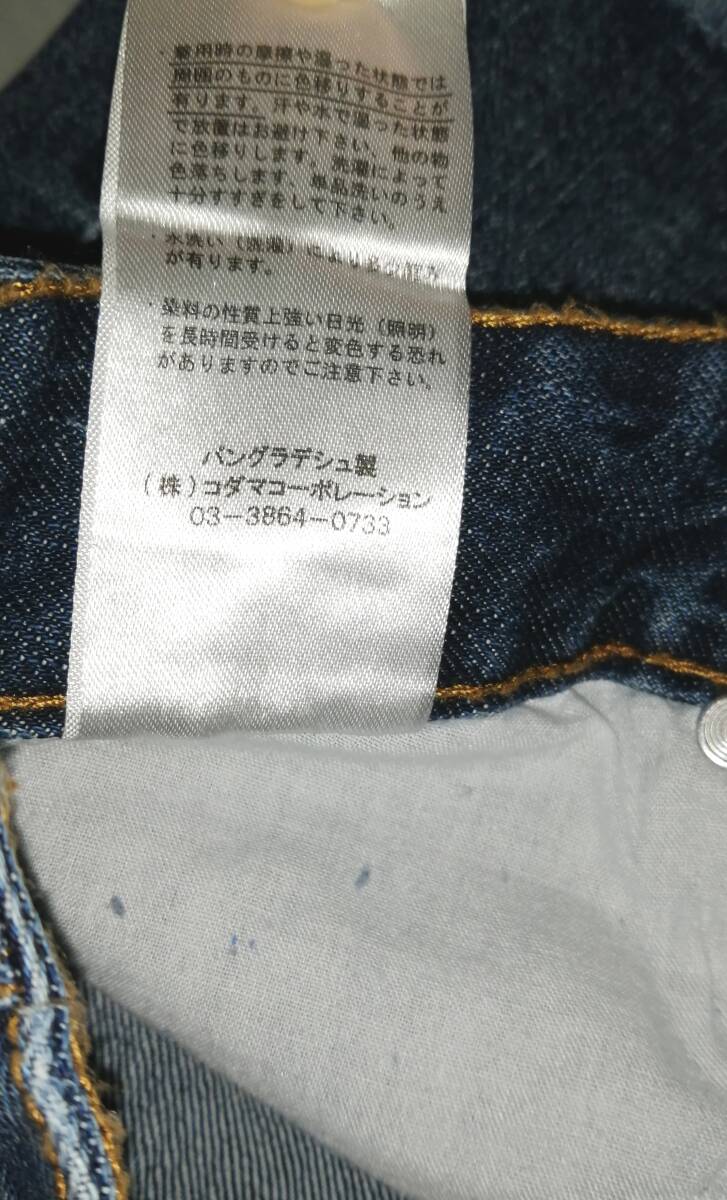 ・着用時の摩擦や湿った状態では
周囲のものに色移りすることが
有ります。汗や水で湿った状態
で放置はお避け下さい。他の物
に色移りします。洗濯によって
色落ちします、単品洗いのうえ
十分すすぎをして下さい。
・水洗い(洗濯)により多少
が有ります。
・染料の性質上強い日光(照明)
を長時間受けると変色する恐れ
がありますのでご注意下さい。
バングラデシュ製
(株)コダマコーポレーション
03-3864-0733